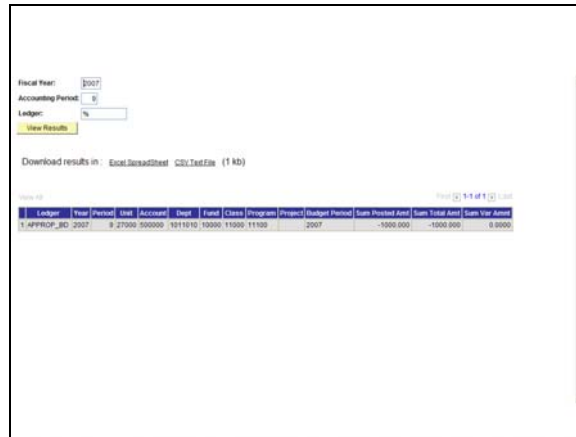 Fiscal Year: 2007
Accounting Period: 0
Ledger: %
View Results
Download results in : Excel SpreadSheet CSV Text File (1 kb)
View All First 1-1 of 1 Last
Ledger Year Period Unit Account Dept Fund Class Program Project Budget Period Sum Posted Amt Sum Total Amt Sum Var Amnt
1 APPROP_BD 2007 0 27000 500000 1011010 10000 11000 11100 2007 -1000.000 -1000.000 0.0000